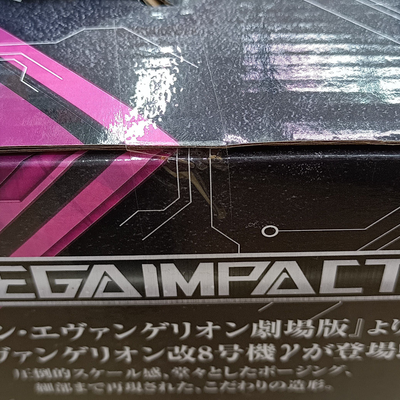 EGAIMPACT
ン・エヴァンゲリオン劇場版』より
ヴァンゲリオン改8号機γが登場
圧倒的スケール感、堂々としたポージング、
細部まで再現された、こだわりの造形。